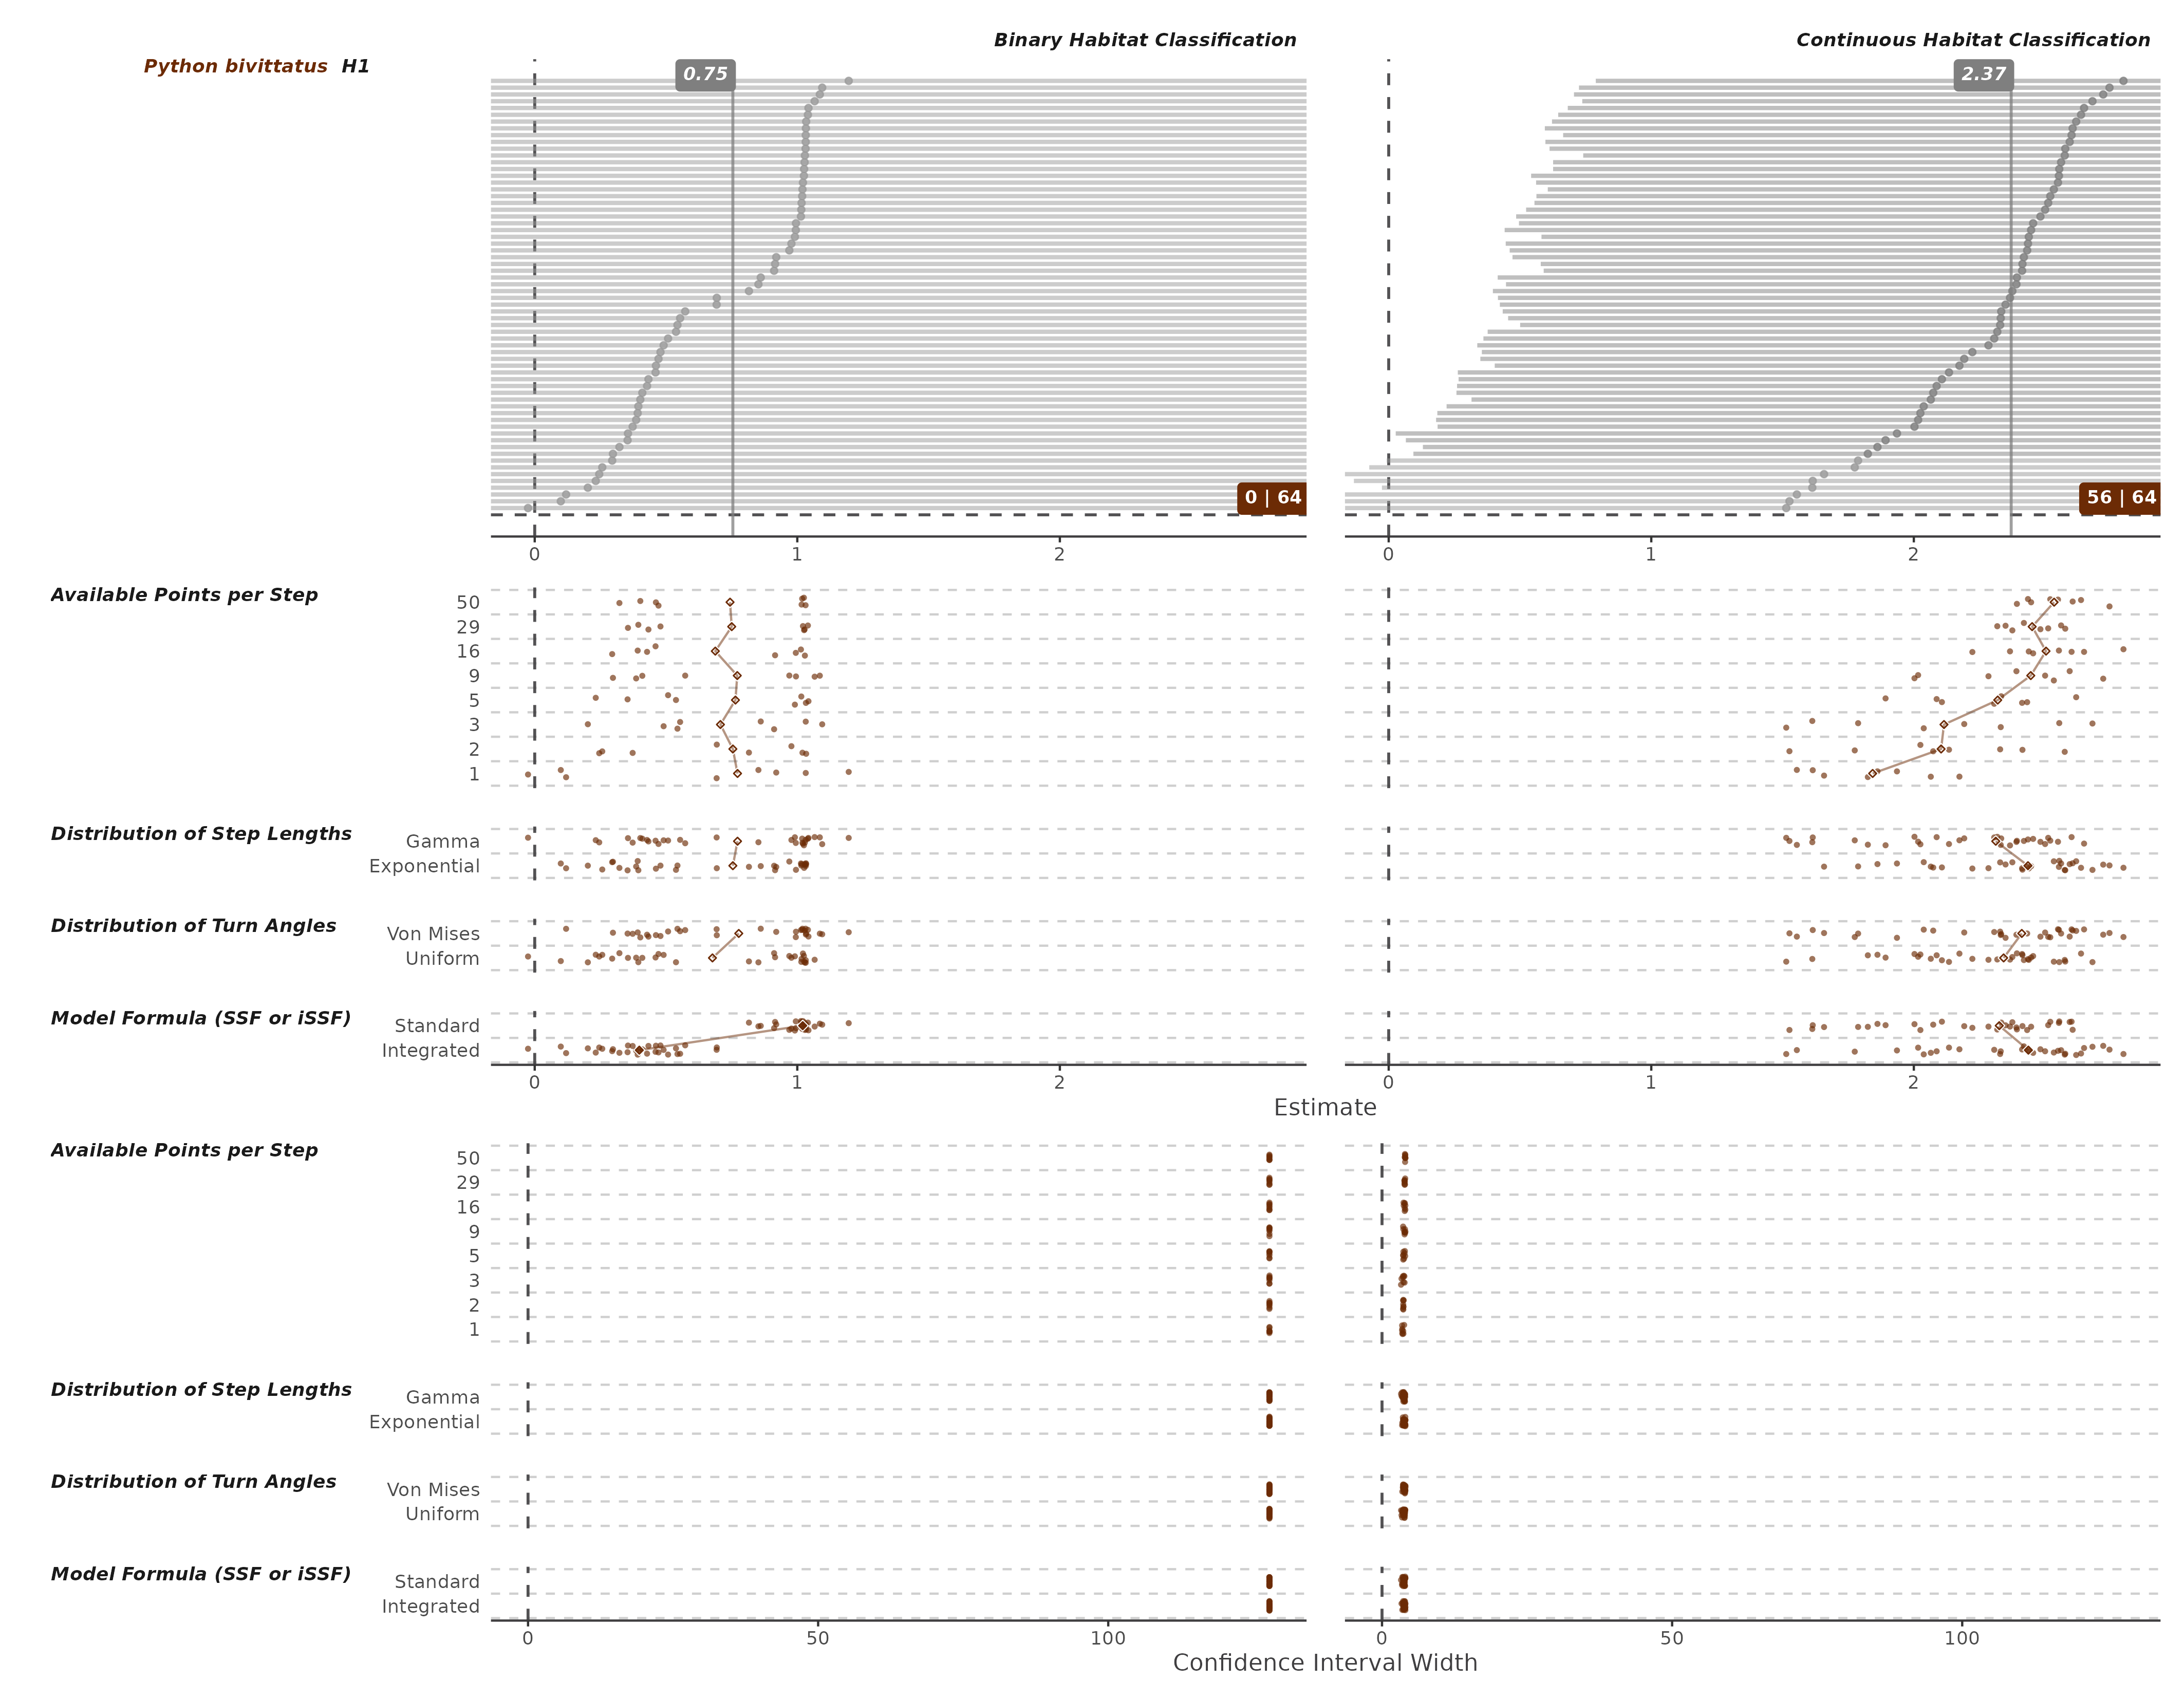 Binary Habitat Classification
Continuous Habitat Classification
Python bivittatus H1
0.75
2.37
0 | 64
56 | 64
0 1 2
0 1 2
Available Points per Step
50
29
16
9
5
3
2
1
Distribution of Step Lengths
Gamma
Exponential
Distribution of Turn Angles
Von Mises
Uniform
Model Formula (SSF or iSSF)
Standard
Integrated
0 1 2
0 1 2
Estimate
Available Points per Step
50
29
16
9
5
3
2
1
Distribution of Step Lengths
Gamma
Exponential
Distribution of Turn Angles
Von Mises
Uniform
Model Formula (SSF or iSSF)
Standard
Integrated
0 50 100
0 50 100
Confidence Interval Width